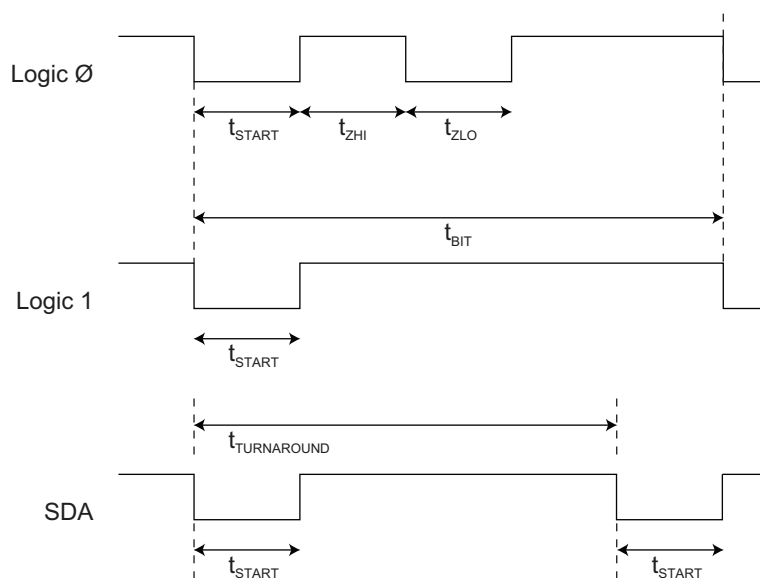 Logic Ø
tSTART tZHI tZLO
tBIT
Logic 1
tSTART
tTURNAROUND
SDA
tSTART tSTART